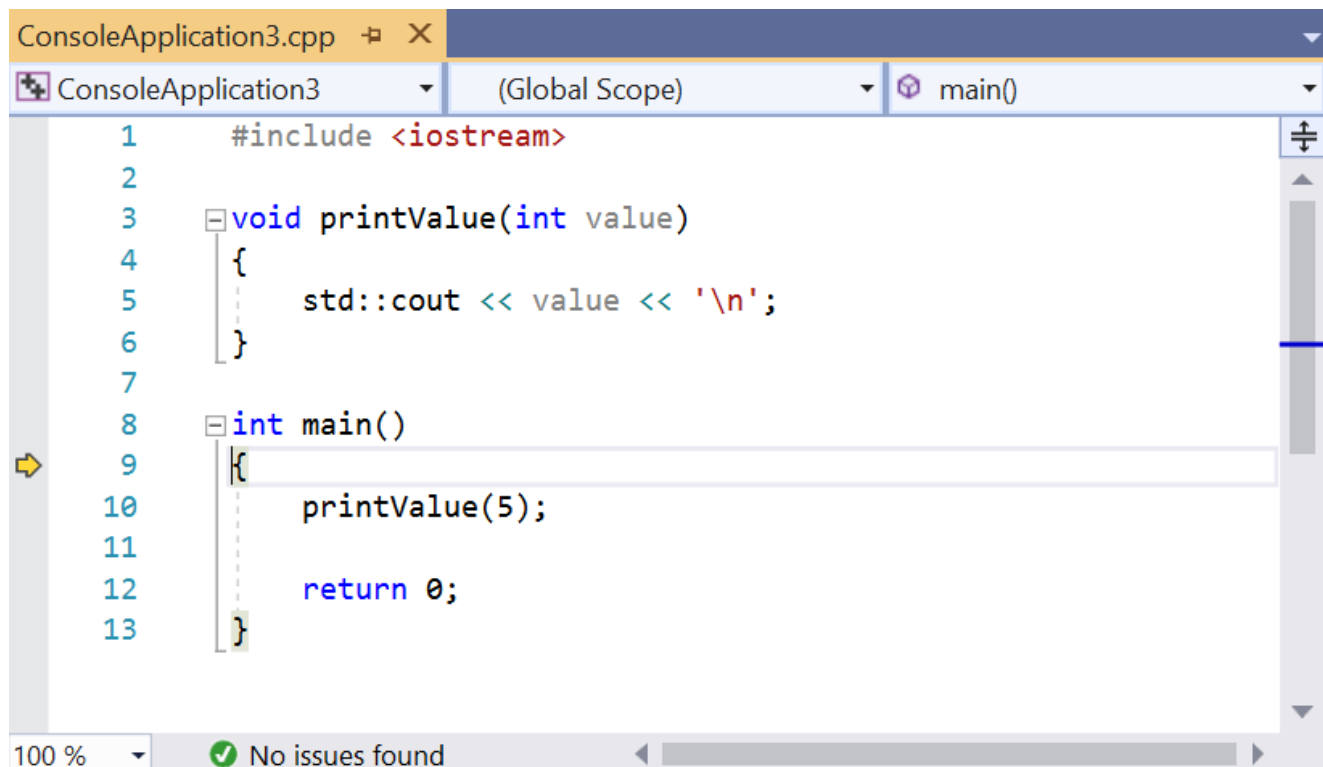 ConsoleApplication3.cpp
ConsoleApplication3 (Global Scope) main()
1 #include <iostream>
2
3 void printValue(int value)
4 {
5     std::cout << value << '\n';
6 }
7
8 int main()
9 {
10     printValue(5);
11
12     return 0;
13 }
100 % No issues found